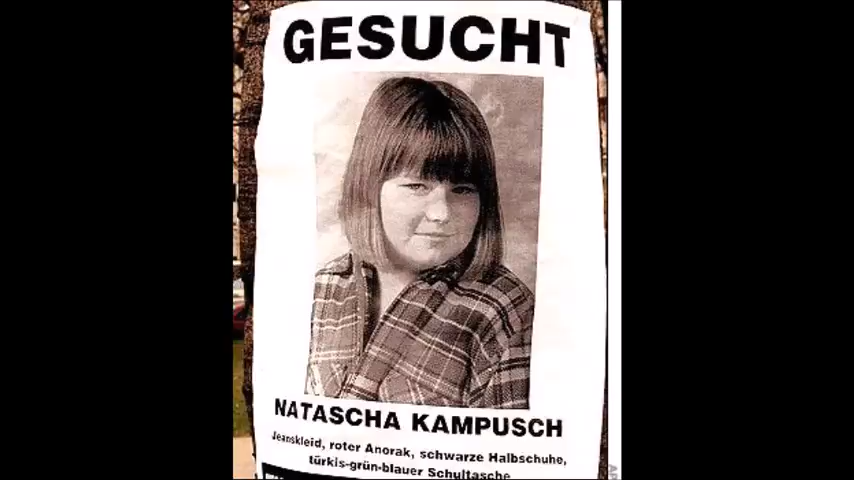 GESUCHT
NATASCHA KAMPUSCH
Jeanskleid, roter Anorak, schwarze Halbschuhe,
türkis-grün-blauer Schultasche